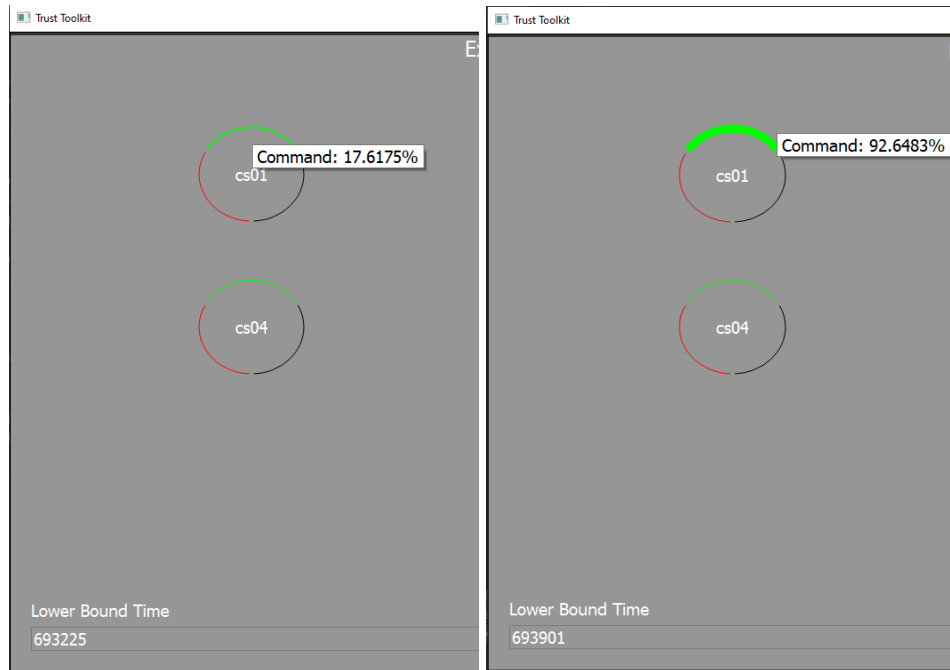 Trust Toolkit
Command: 17.6175%
cs01
cs04
Lower Bound Time
693225
Trust Toolkit
Command: 92.6483%
cs01
cs04
Lower Bound Time
693901